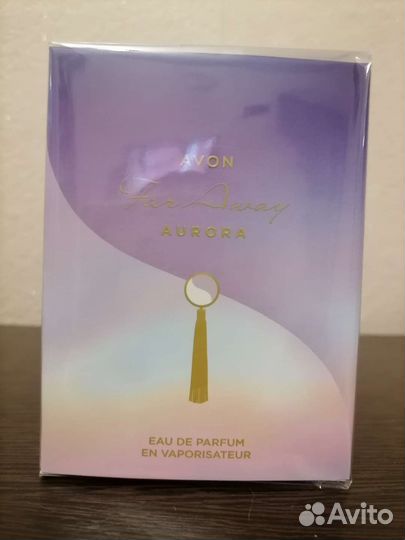 AVON
Far Away
AURORA
EAU DE PARFUM
EN VAPORISATEUR
Avito